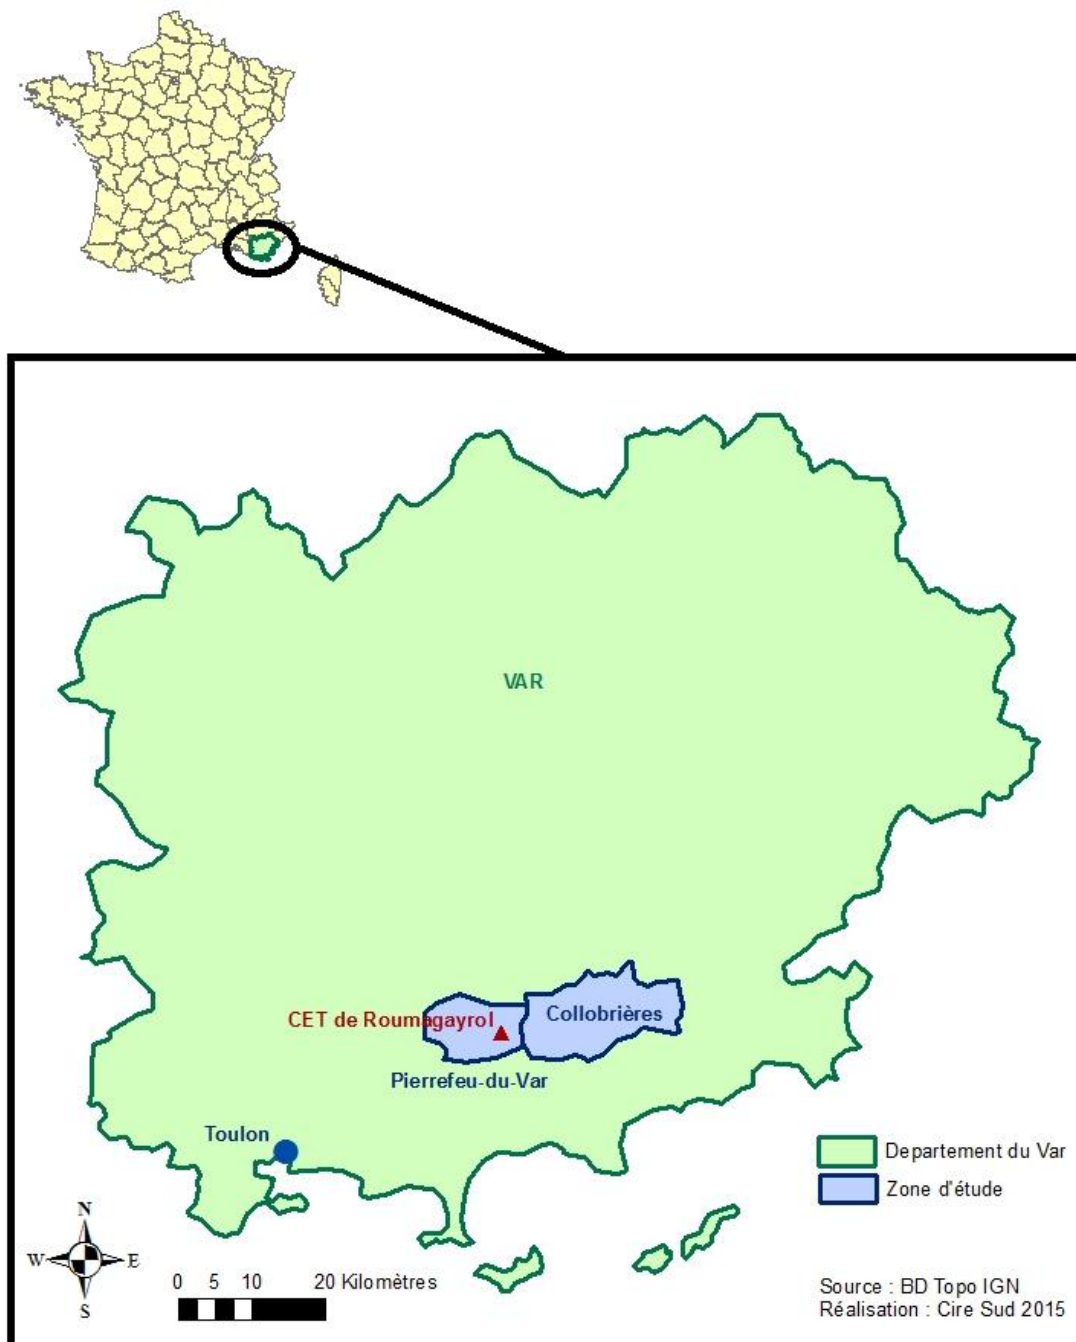 VAR
CET de Roumagayrol
Collobrières
Pierrefeu-du-Var
Toulon
Departement du Var
Zone d'étude
N
W E
S
0 5 10 20 Kilomètres
Source : BD Topo IGN
Réalisation : Cire Sud 2015